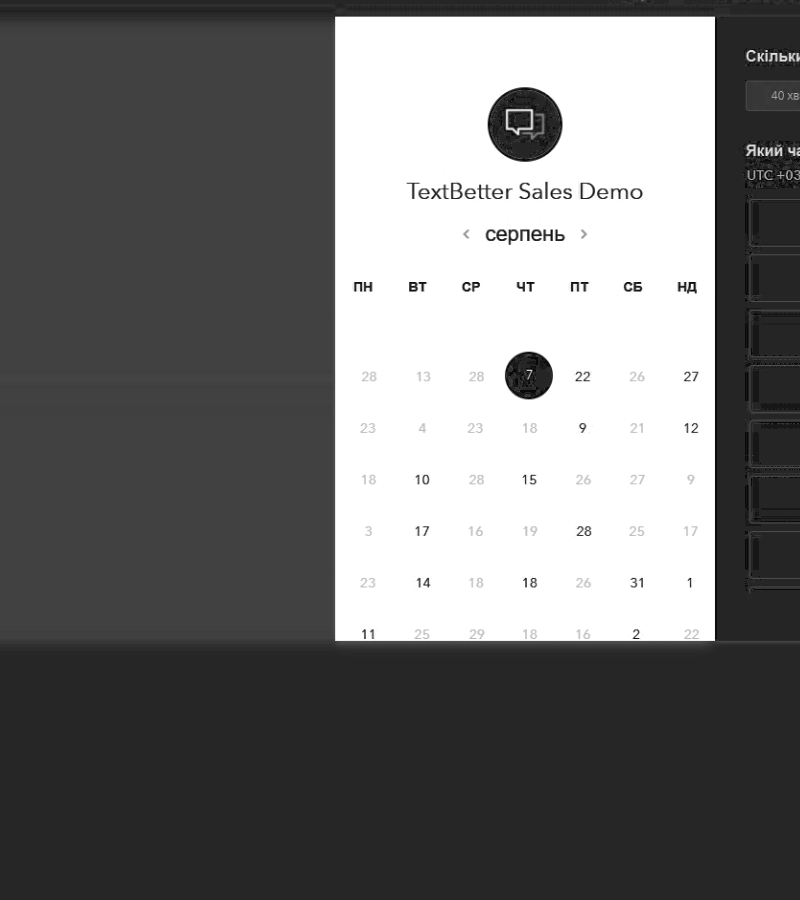 TextBetter Sales Demo
серпень
ПН ВТ СР ЧТ ПТ СБ НД
28 13 28 7 22 26 27
23 4 23 18 9 21 12
18 10 28 15 26 27 9
3 17 16 19 28 25 17
23 14 18 18 26 31 1
11 25 29 18 16 2 22
Скільки
40 хв
Який ча
UTC +03